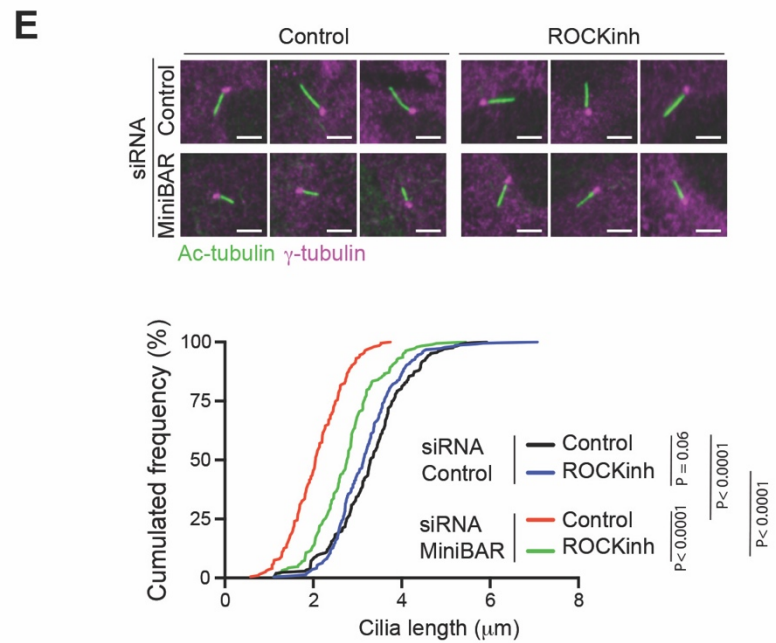 E
Control ROCKinh
siRNA
Control
MiniBAR
Ac-tubulin γ-tubulin
Cumulated frequency (%)
100
75
50
25
0
0 2 4 6 8
Cilia length (μm)
siRNA Control
Control
ROCKinh
P = 0.06
siRNA MiniBAR
Control
ROCKinh
P< 0.0001
P< 0.0001
P< 0.0001